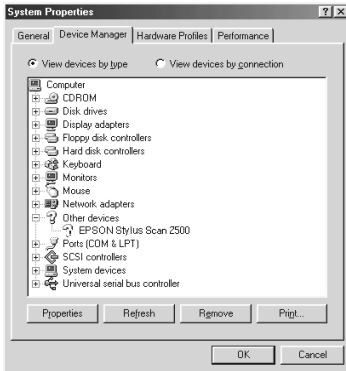 System Properties
General Device Manager Hardware Profiles Performance
View devices by type View devices by connection
Computer
CDROM
Disk drives
Display adapters
Floppy disk controllers
Hard disk controllers
Keyboard
Monitors
Mouse
Network adapters
Other devices
EPSON Stylus Scan 2500
Ports (COM & LPT)
SCSI controllers
System devices
Universal serial bus controller
Properties Refresh Remove Print...
OK Cancel